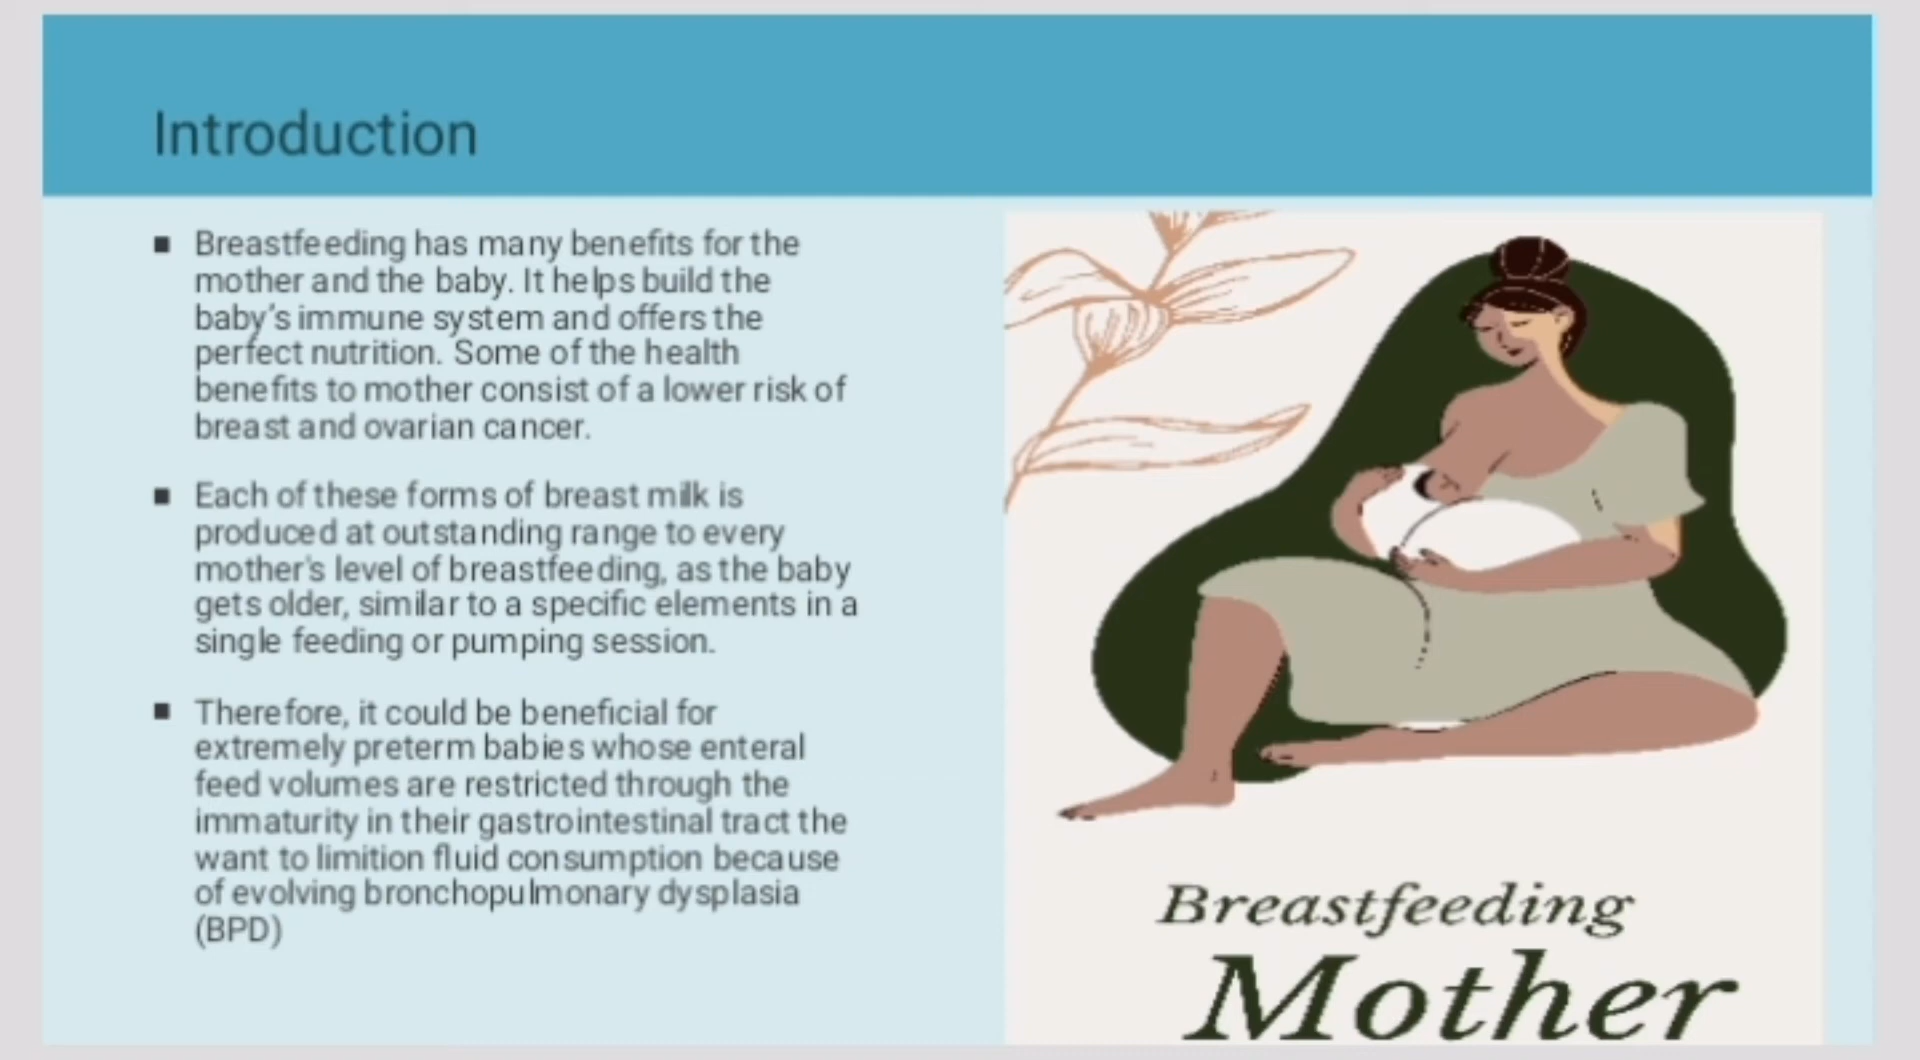 Introduction
Breastfeeding has many benefits for the
mother and the baby. It helps build the
baby's immune system and offers the
perfect nutrition. Some of the health
benefits to mother consist of a lower risk of
breast and ovarian cancer.
Each of these forms of breast milk is
produced at outstanding range to every
mother's level of breastfeeding, as the baby
gets older, similar to a specific elements in a
single feeding or pumping session.
Therefore, it could be beneficial for
extremely preterm babies whose enteral
feed volumes are restricted through the
immaturity in their gastrointestinal tract the
want to limition fluid consumption because
of evolving bronchopulmonary dysplasia
(BPD)
Breastfeeding
Mother